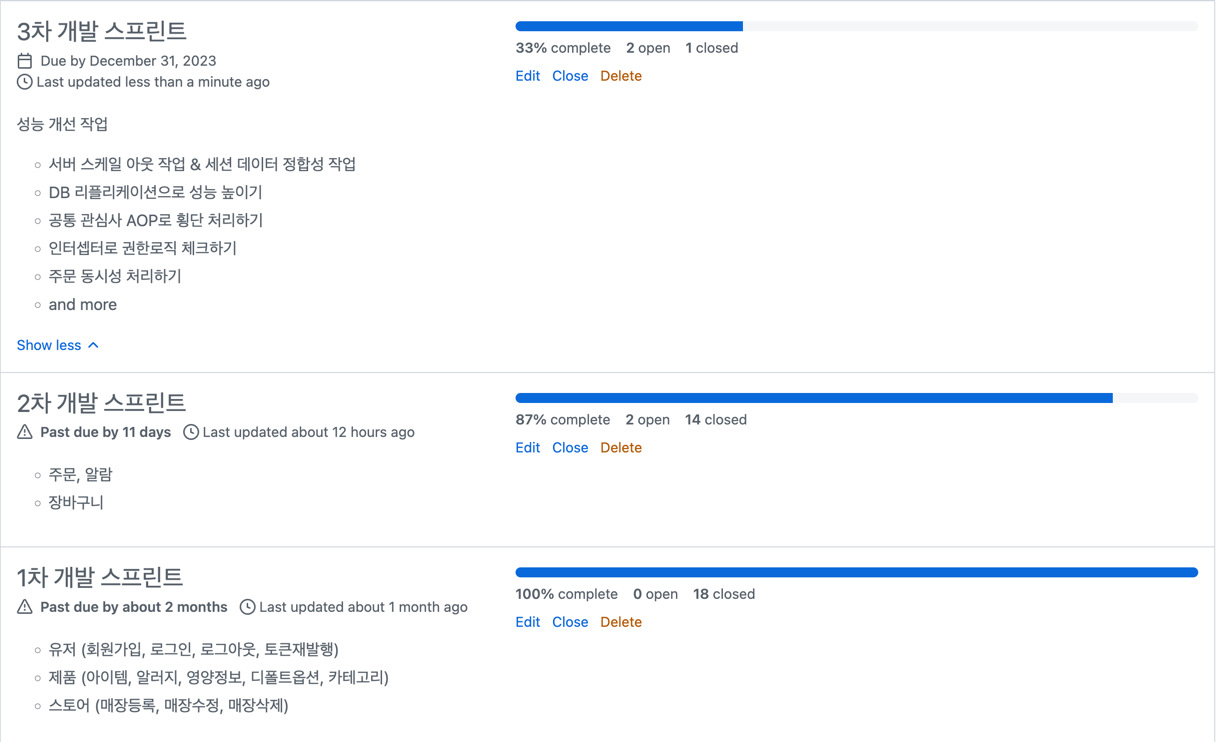 3차 개발 스프린트
Due by December 31, 2023
Last updated less than a minute ago
33% complete 2 open 1 closed
Edit Close Delete
성능 개선 작업
서버 스케일 아웃 작업 & 세션 데이터 정합성 작업
DB 리플리케이션으로 성능 높이기
공통 관심사 AOP로 횡단 처리하기
인터셉터로 권한로직 체크하기
주문 동시성 처리하기
and more
Show less
2차 개발 스프린트
Past due by 11 days Last updated about 12 hours ago
87% complete 2 open 14 closed
Edit Close Delete
주문, 알람
장바구니
1차 개발 스프린트
Past due by about 2 months Last updated about 1 month ago
100% complete 0 open 18 closed
Edit Close Delete
유저 (회원가입, 로그인, 로그아웃, 토큰재발행)
제품 (아이템, 알러지, 영양정보, 디폴트옵션, 카테고리)
스토어 (매장등록, 매장수정, 매장삭제)